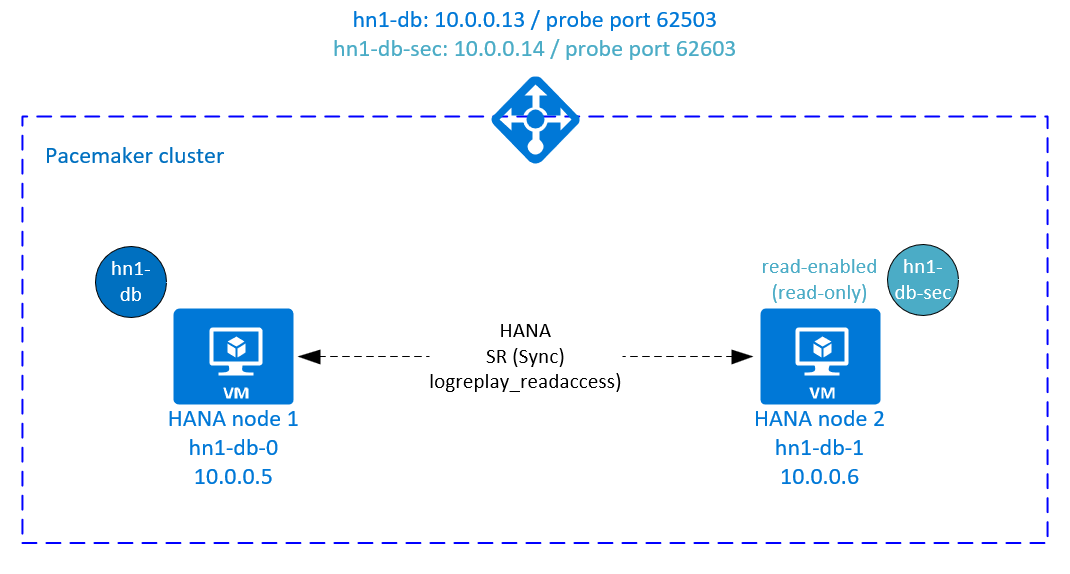 hn1-db: 10.0.0.13 / probe port 62503
hn1-db-sec: 10.0.0.14 / probe port 62603
Pacemaker cluster
hn1-
db
read-enabled
(read-only)
hn1-
db-sec
HANA
SR (Sync)
logreplay_readaccess)
VM
HANA node 1
hn1-db-0
10.0.0.5
VM
HANA node 2
hn1-db-1
10.0.0.6